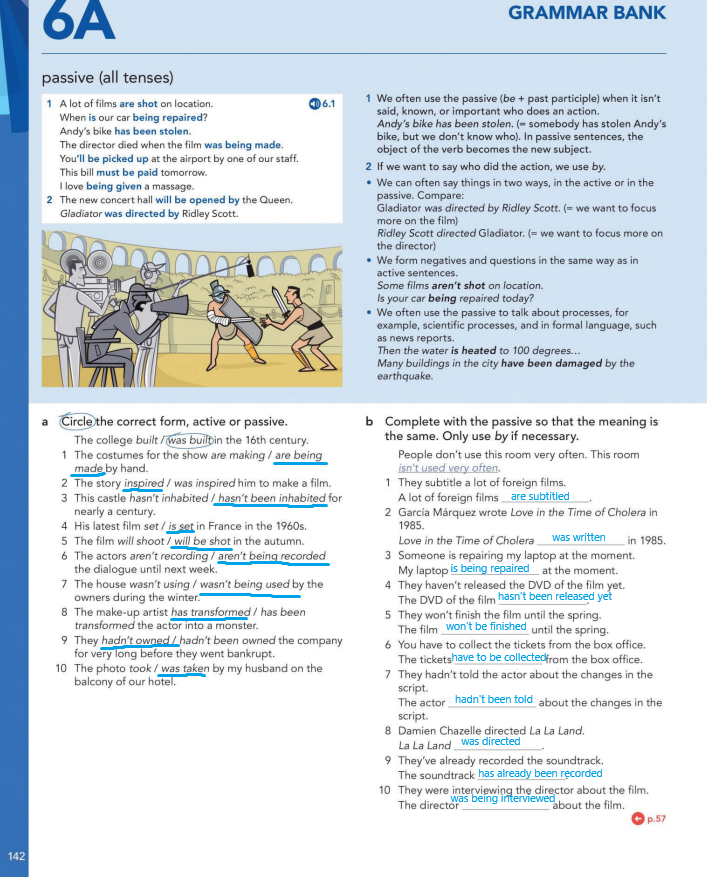 6A
GRAMMAR BANK
passive (all tenses)
1 A lot of films are shot on location.
6.1
When is our car being repaired?
Andy's bike has been stolen.
The director died when the film was being made.
You'll be picked up at the airport by one of our staff.
This bill must be paid tomorrow.
I love being given a massage.
2 The new concert hall will be opened by the Queen.
Gladiator was directed by Ridley Scott.
1 We often use the passive (be + past participle) when it isn't
said, known, or important who does an action.
Andy's bike has been stolen. (= somebody has stolen Andy's
bike, but we don't know who). In passive sentences, the
object of the verb becomes the new subject.
2 If we want to say who did the action, we use by.
• We can often say things in two ways, in the active or in the
passive. Compare:
Gladiator was directed by Ridley Scott. (= we want to focus
more on the film)
Ridley Scott directed Gladiator. (= we want to focus more on
the director)
• We form negatives and questions in the same way as in
active sentences.
Some films aren't shot on location.
Is your car being repaired today?
• We often use the passive to talk about processes, for
example, scientific processes, and in formal language, such
as news reports.
Then the water is heated to 100 degrees...
Many buildings in the city have been damaged by the
earthquake.
a Circle the correct form, active or passive.
The college built / was built in the 16th century.
1 The costumes for the show are making / are being
made by hand.
2 The story inspired / was inspired him to make a film.
3 This castle hasn't inhabited / hasn't been inhabited for
nearly a century.
4 His latest film set / is set in France in the 1960s.
5 The film will shoot / will be shot in the autumn.
6 The actors aren't recording / aren't being recorded
the dialogue until next week.
7 The house wasn't using / wasn't being used by the
owners during the winter.
8 The make-up artist has transformed / has been
transformed the actor into a monster.
9 They hadn't owned / hadn't been owned the company
for very long before they went bankrupt.
10 The photo took / was taken by my husband on the
balcony of our hotel.
b Complete with the passive so that the meaning is
the same. Only use by if necessary.
People don't use this room very often. This room
isn't used very often.
1 They subtitle a lot of foreign films.
A lot of foreign films are subtitled.
2 García Márquez wrote Love in the Time of Cholera in
1985.
Love in the Time of Cholera was written in 1985.
3 Someone is repairing my laptop at the moment.
My laptop is being repaired at the moment.
4 They haven't released the DVD of the film yet.
The DVD of the film hasn't been released yet.
5 They won't finish the film until the spring.
The film won't be finished until the spring.
6 You have to collect the tickets from the box office.
The tickets have to be collected from the box office.
7 They hadn't told the actor about the changes in the
script.
The actor hadn't been told about the changes in the
script.
8 Damien Chazelle directed La La Land.
La La Land was directed.
9 They've already recorded the soundtrack.
The soundtrack has already been recorded.
10 They were interviewing the director about the film.
The director was being interviewed about the film.
p.57
142